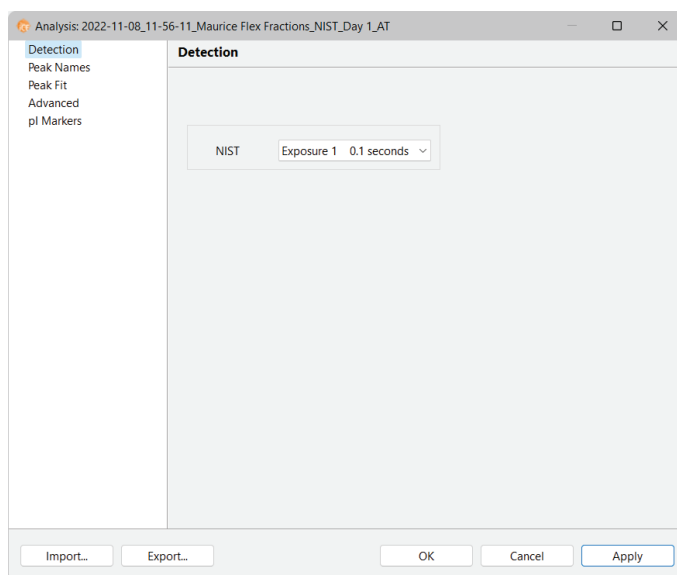 Analysis: 2022-11-08_11-56-11_Maurice Flex Fractions_NIST_Day 1_AT
Detection
Peak Names
Peak Fit
Advanced
pI Markers
Detection
NIST
Exposure 1 0.1 seconds
Import...
Export...
OK
Cancel
Apply